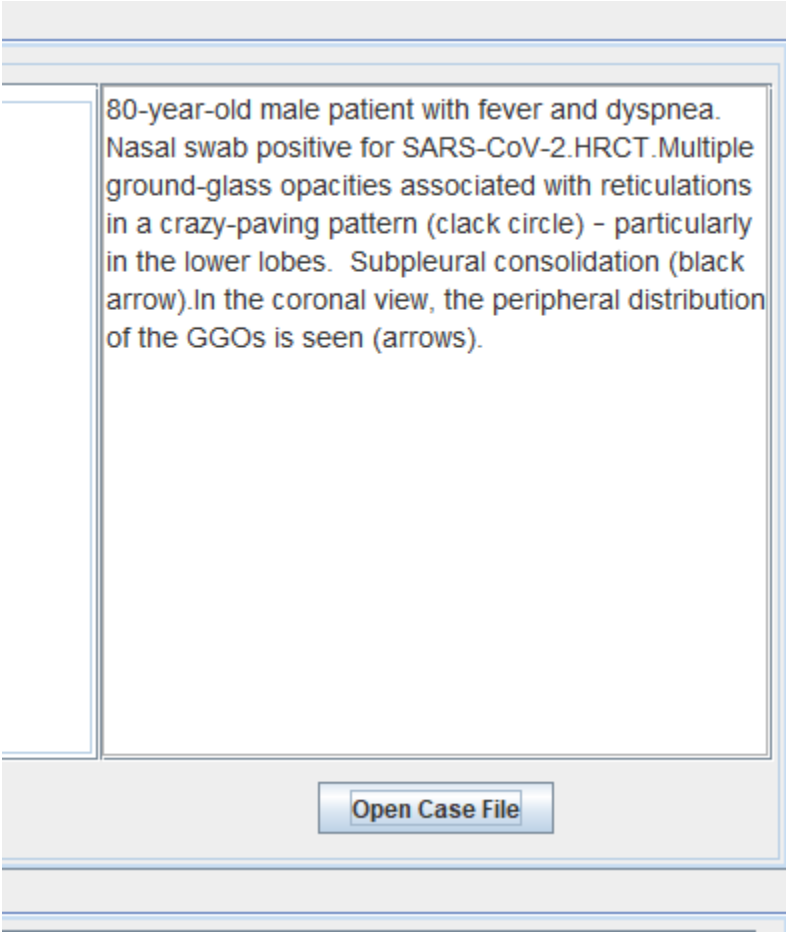 80-year-old male patient with fever and dyspnea.
Nasal swab positive for SARS-CoV-2.HRCT.Multiple
ground-glass opacities associated with reticulations
in a crazy-paving pattern (clack circle) – particularly
in the lower lobes.  Subpleural consolidation (black
arrow).In the coronal view, the peripheral distribution
of the GGOs is seen (arrows).
Open Case File